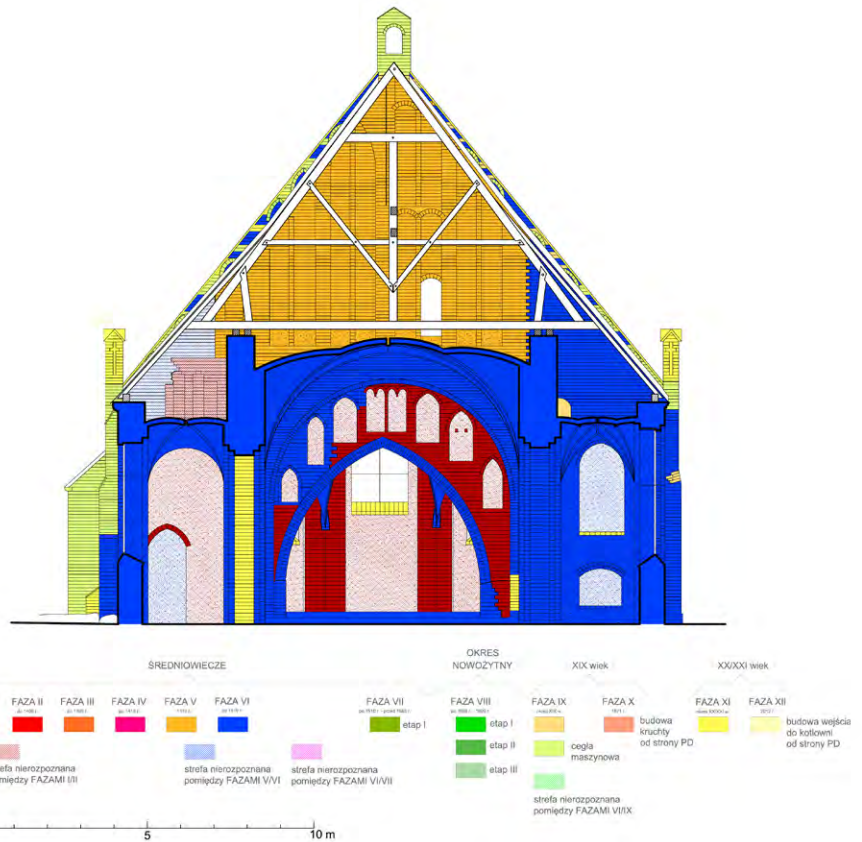 ŚREDNIOWIECZE
OKRES
NOWOŻYTNY
XIX wiek
XX/XXI wiek
FAZA II
FAZA III
FAZA IV
FAZA V
FAZA VI
FAZA VII
FAZA VIII
FAZA IX
FAZA X
FAZA XI
FAZA XII
etap I
etap I
etap II
etap III
cegła
maszynowa
budowa
kruchty
od strony PD
budowa wejścia
do kotłowni
od strony PD
efa nierozpoznana
między FAZAMI I/II
strefa nierozpoznana
pomiędzy FAZAMI V/VI
strefa nierozpoznana
pomiędzy FAZAMI VI/VII
strefa nierozpoznana
pomiędzy FAZAMI VI/IX
5
10 m